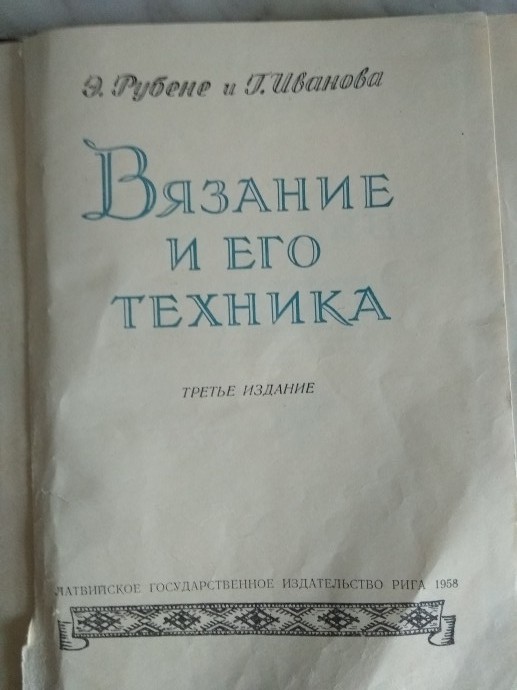 Э. Рубене и Г. Иванова
ВЯЗАНИЕ
И ЕГО
ТЕХНИКА
ТРЕТЬЕ ИЗДАНИЕ
ЛАТВИЙСКОЕ ГОСУДАРСТВЕННОЕ ИЗДАТЕЛЬСТВО РИГА 1958